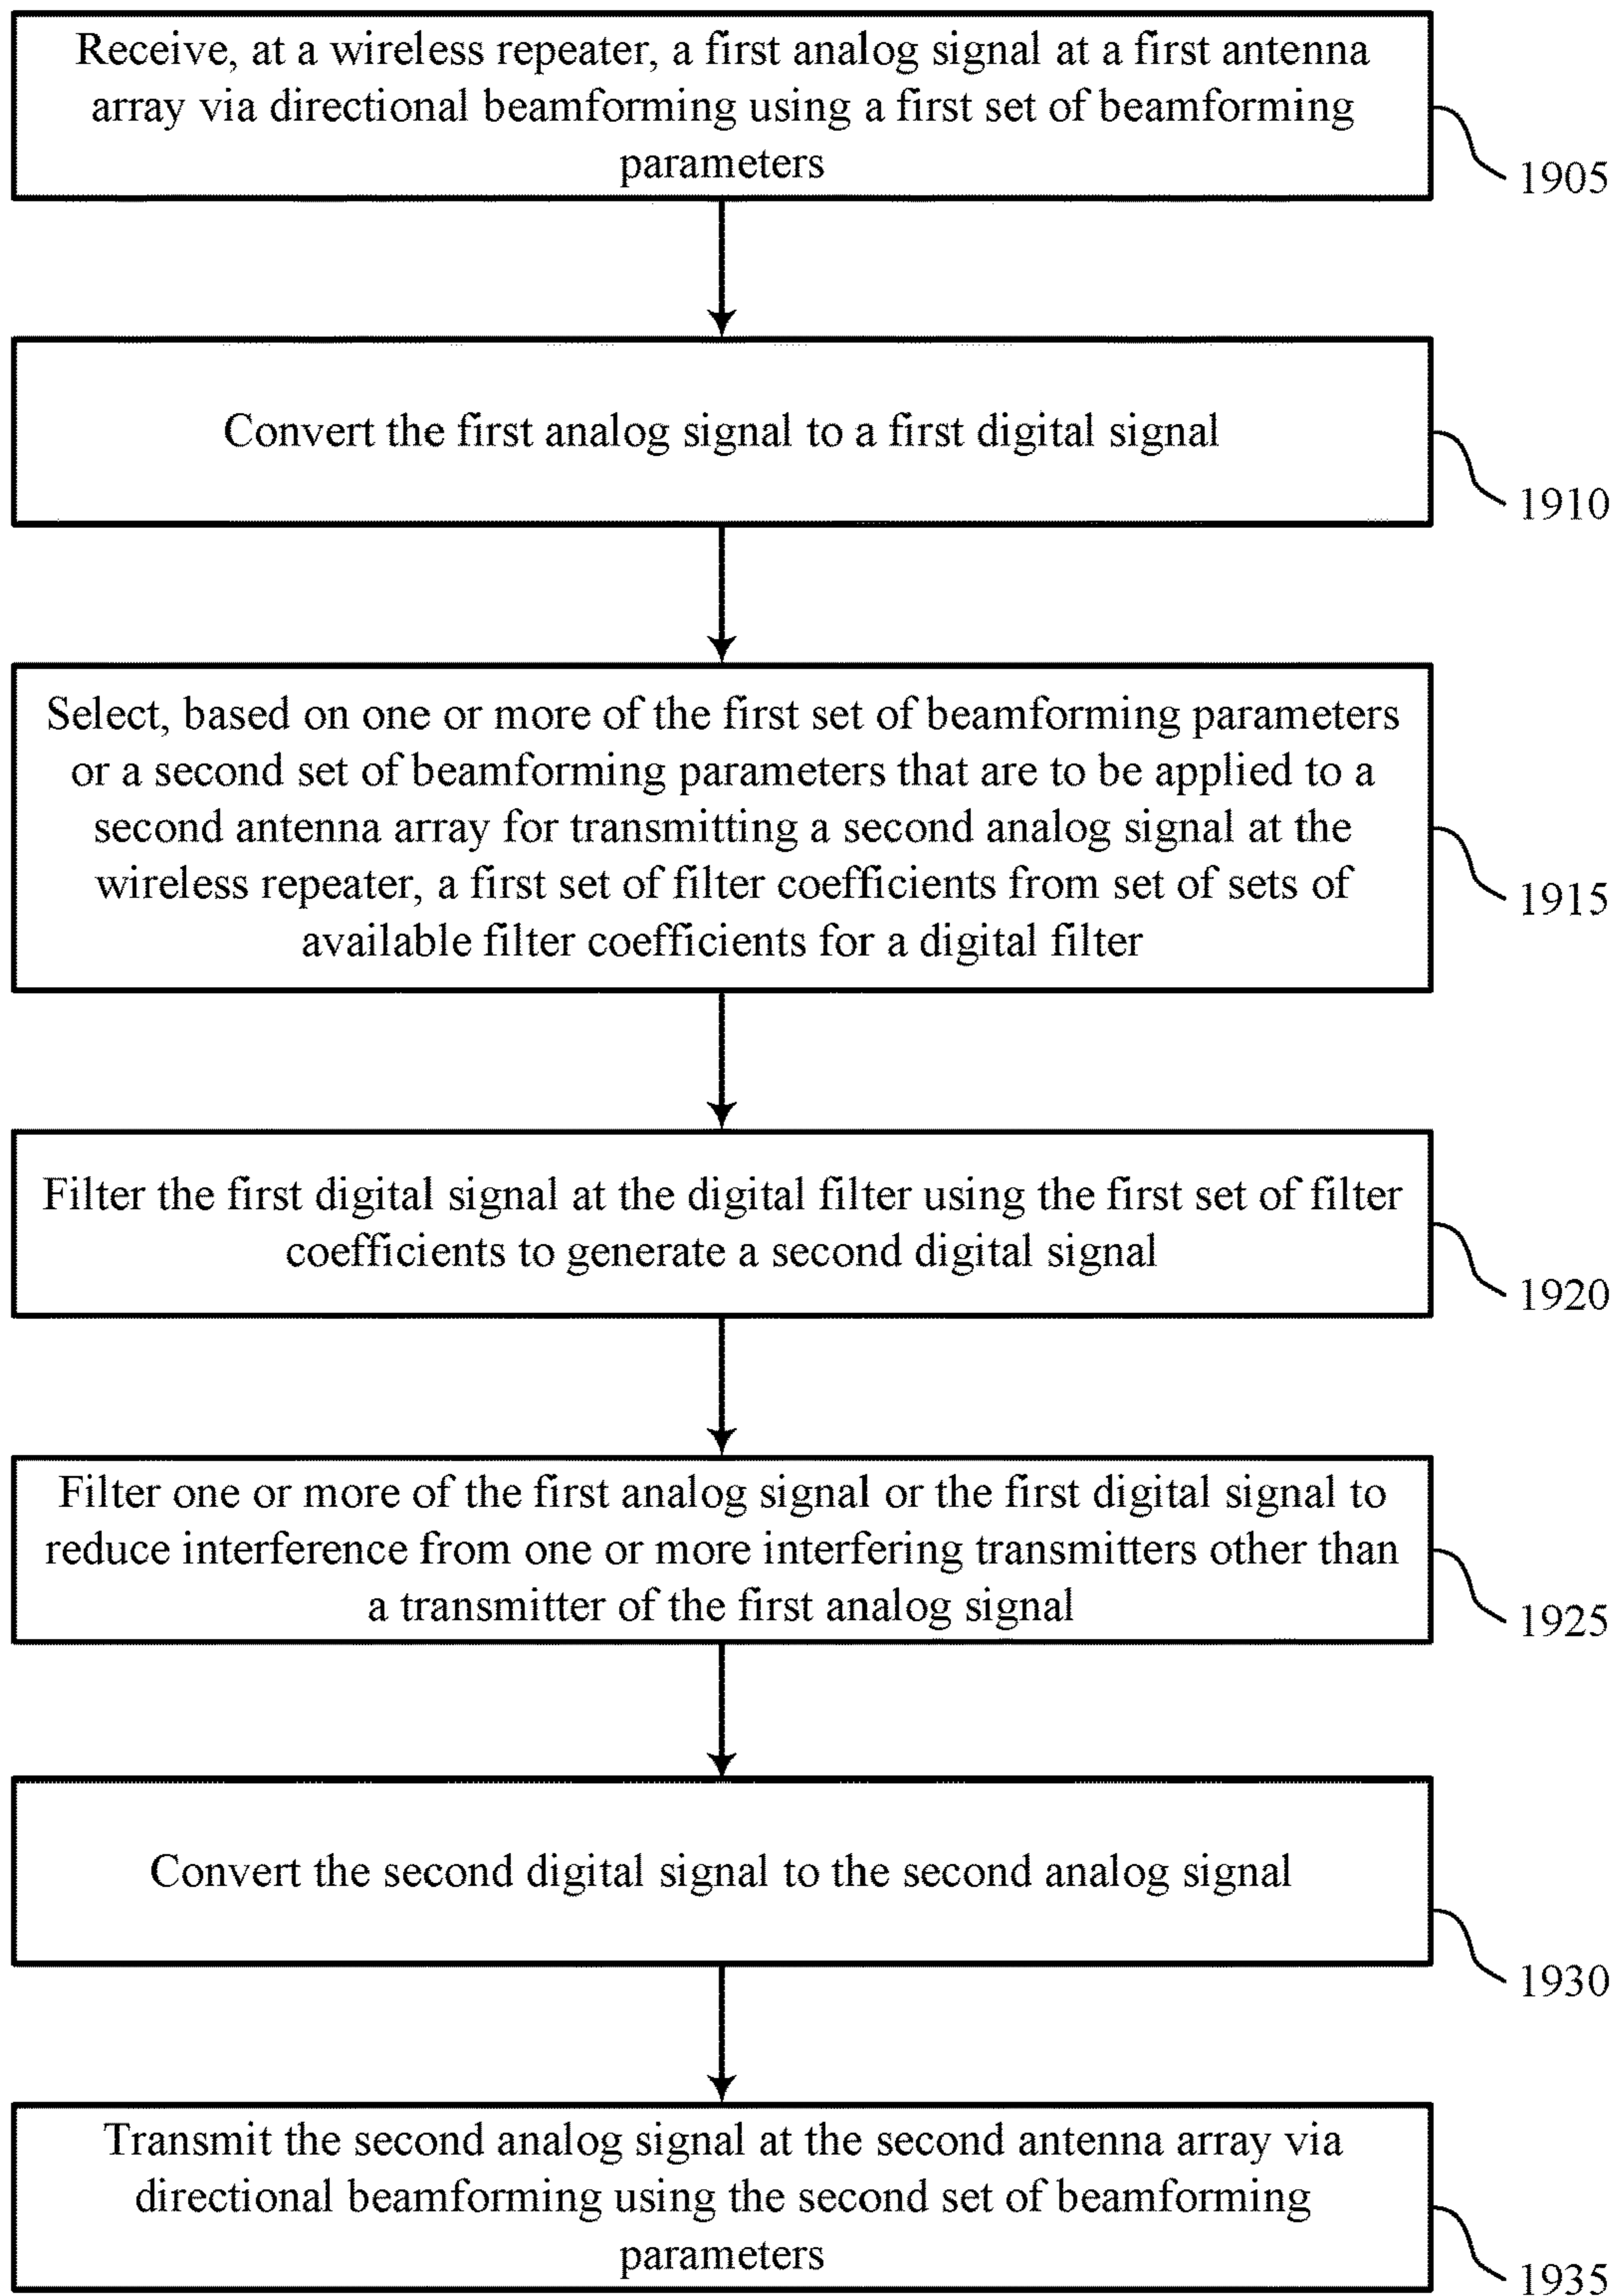 Receive, at a wireless repeater, a first analog signal at a first antenna
array via directional beamforming using a first set of beamforming
parameters
1905
Convert the first analog signal to a first digital signal
1910
Select, based on one or more of the first set of beamforming parameters
or a second set of beamforming parameters that are to be applied to a
second antenna array for transmitting a second analog signal at the
wireless repeater, a first set of filter coefficients from set of sets of
available filter coefficients for a digital filter
1915
Filter the first digital signal at the digital filter using the first set of filter
coefficients to generate a second digital signal
1920
Filter one or more of the first analog signal or the first digital signal to
reduce interference from one or more interfering transmitters other than
a transmitter of the first analog signal
1925
Convert the second digital signal to the second analog signal
1930
Transmit the second analog signal at the second antenna array via
directional beamforming using the second set of beamforming
parameters
1935